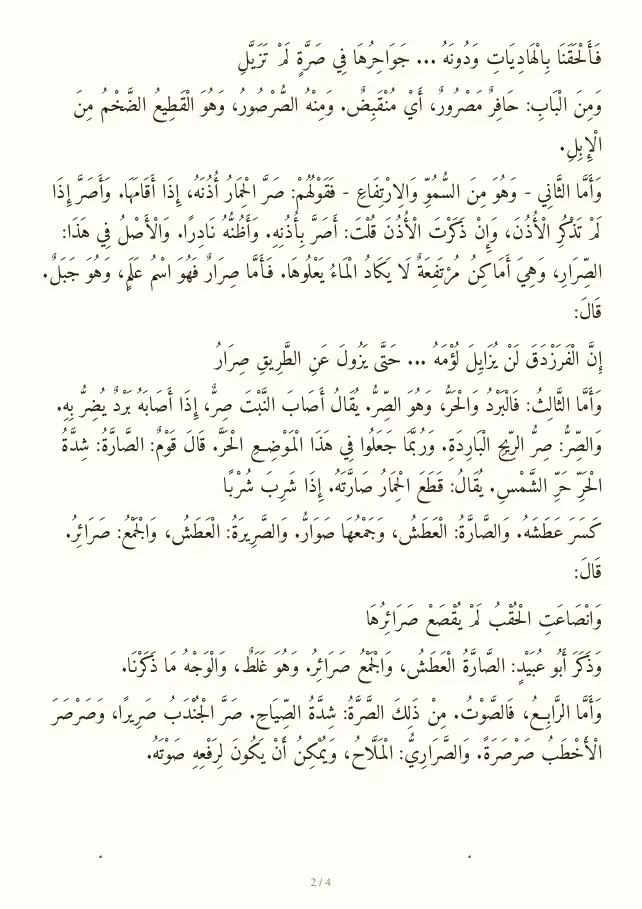 فَأَلْحَقَنَا بِالْهَادِيَاتِ وَدُونَهُ ... جَوَاحِرُهَا فِي صَرَّةٍ لَمْ تَزَيَّلِ
وَمِنَ الْبَابِ: حَافِرٌ مَصْرُورٌ، أَيْ مُنْقَبِضٌ. وَمِنْهُ الصُّرْصُورُ، وَهُوَ الْقَطِيعُ الضَّخْمُ مِنَ
الْإِبِلِ.
وَأَمَّا الثَّانِي - وَهُوَ مِنَ السُّمُوِّ وَالِارْتِفَاعِ - فَقَوْلُهُمْ: صَرَّ الْحِمَارُ أُذُنَهُ، إِذَا أَقَامَهَا. وَأَصَرَّ إِذَا
لَمْ تَذْكُرِ الْأُذُنَ، وَإِنْ ذَكَرْتَ الْأُذُنَ قُلْتَ: أَصَرَّ بِأُذُنِهِ. وَأَظُنُّهُ نَادِرًا. وَالْأَصْلُ فِي هَذَا:
الصِّرَارِ، وَهِيَ أَمَاكِنُ مُرْتَفِعَةٌ لَا يَكَادُ الْمَاءُ يَعْلُوهَا. فَأَمَّا صِرَارٌ فَهُوَ اسْمُ عَلَمٍ، وَهُوَ جَبَلٌ.
قَالَ:
إِنَّ الْفَرَزْدَقَ لَنْ يُزَايِلَ لُؤْمَهُ ... حَتَّى يَزُولَ عَنِ الطَّرِيقِ صِرَارُ
وَأَمَّا الثَّالِثُ: فَالْبَرْدُ وَالْحَرُّ، وَهُوَ الصِّرُّ. يُقَالُ أَصَابَ النَّبْتَ صِرٌّ، إِذَا أَصَابَهُ بَرْدٌ يُضِرُّ بِهِ.
وَالصِّرُّ: صِرُّ الرِّيحِ الْبَارِدَةِ. وَرُبَّمَا جَعَلُوا فِي هَذَا الْمَوْضِعِ الْحَرَّ. قَالَ قَوْمٌ: الصَّارَّةُ: شِدَّةُ
الْحَرِّ حَرِّ الشَّمْسِ. يُقَالُ: قَطَعَ الْحِمَارُ صَارَّتَهُ. إِذَا شَرِبَ شُرْبًا
كَسَرَ عَطَشَهُ. وَالصَّارَّةُ: الْعَطَشُ، وَجَمْعُهَا صَوَارُّ. وَالصَّرِيرَةُ: الْعَطَشُ، وَالْجَمْعُ: صَرَائِرُ.
قَالَ:
وَانْصَاعَتِ الْحُقْبُ لَمْ يُقْصَعْ صَرَائِرُهَا
وَذَكَرَ أَبُو عُبَيْدٍ: الصَّارَّةُ الْعَطَشُ، وَالْجَمْعُ صَرَائِرُ. وَهُوَ غَلَطٌ، وَالْوَجْهُ مَا ذَكَرْنَا.
وَأَمَّا الرَّابِعُ، فَالصَّوْتُ. مِنْ ذَلِكَ الصَّرَّةُ: شِدَّةُ الصِّيَاحِ. صَرَّ الْجُنْدَبُ صَرِيرًا، وَصَرْصَرَ
الْأَخْطَبُ صَرْصَرَةً. وَالصَّرَارِيُّ: الْمَلَّاحُ، وَيُمْكِنُ أَنْ يَكُونَ لِرَفْعِهِ صَوْتَهُ.
2 / 4